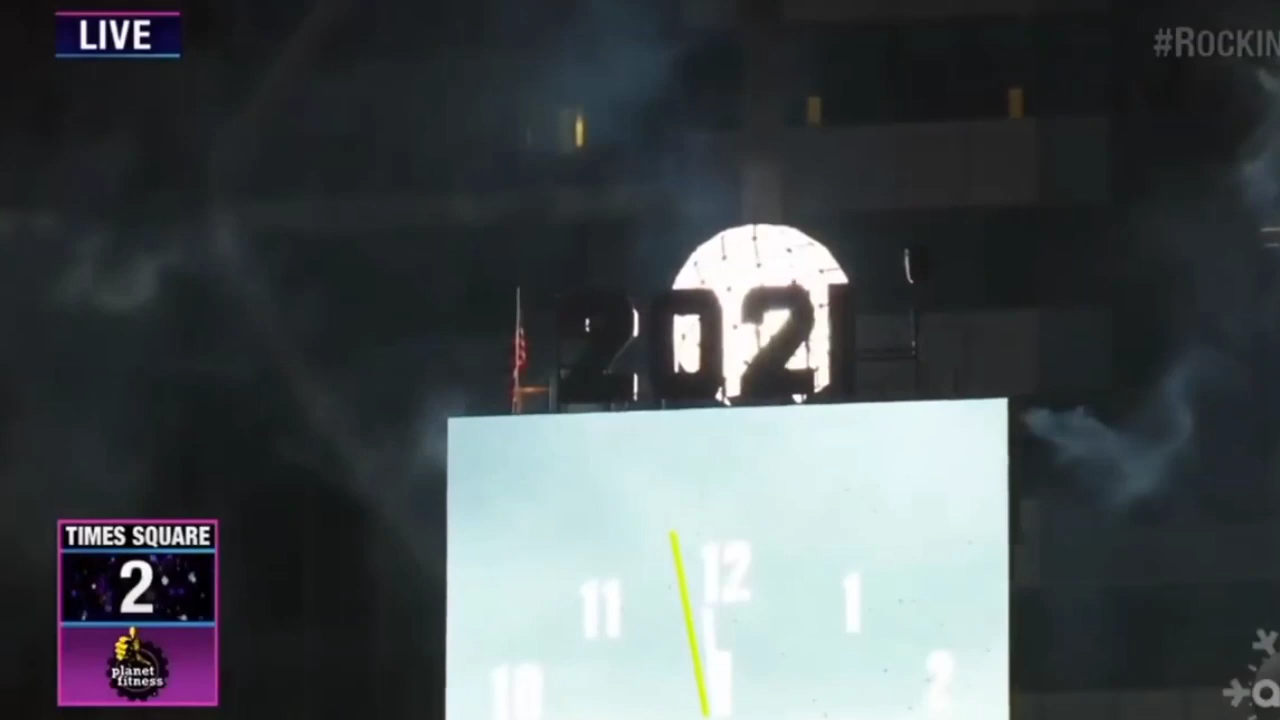 LIVE
#ROCKIN
2021
12
11
1
10
2
TIMES SQUARE
2
planet
fitness